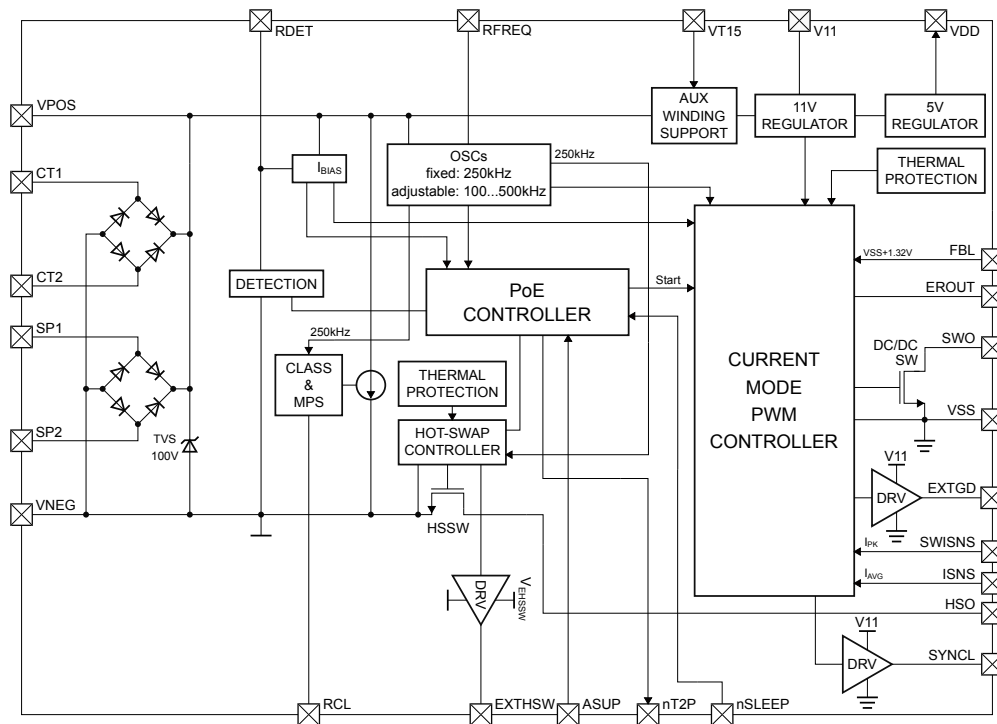 RDET
RFREQ
VT15
V11
VDD
VPOS
AUX
WINDING
SUPPORT
11V
REGULATOR
5V
REGULATOR
IBIAS
OSCs
fixed: 250kHz
adjustable: 100...500kHz
250kHz
THERMAL
PROTECTION
CT1
CT2
SP1
SP2
TVS
100V
VNEG
DETECTION
PoE
CONTROLLER
Start
250kHz
CLASS
&
MPS
THERMAL
PROTECTION
HOT-SWAP
CONTROLLER
HSSW
DRV
VEHSSW
CURRENT
MODE
PWM
CONTROLLER
VSS+1.32V
FBL
EROUT
DC/DC
SW
SWO
VSS
V11
DRV
EXTGD
IPK
SWISNS
IAVG
ISNS
HSO
V11
DRV
SYNCL
RCL
EXTHSW
ASUP
nT2P
nSLEEP